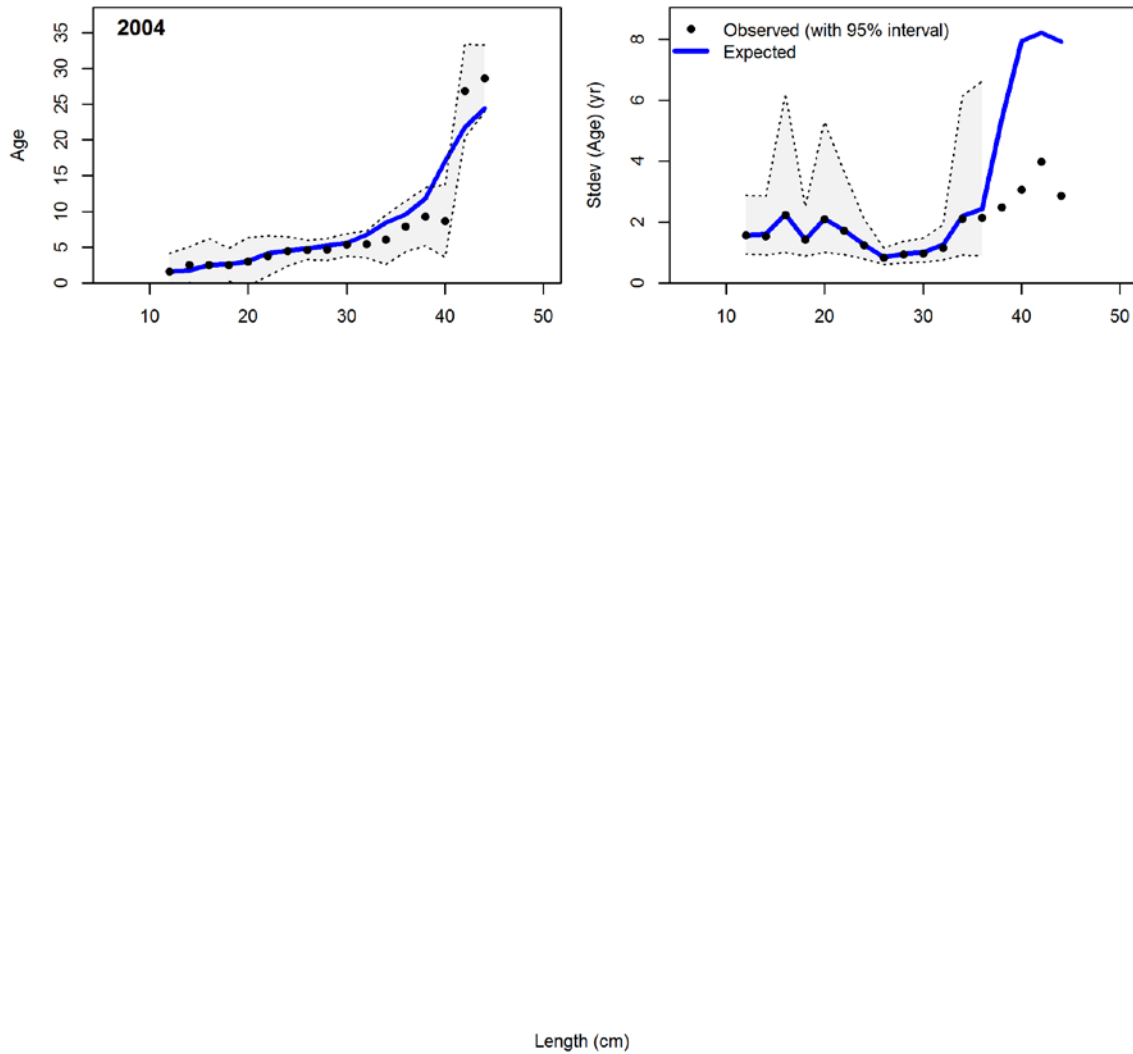 2004
Age
0 5 10 15 20 25 30 35
10 20 30 40 50
Observed (with 95% interval)
Expected
Stdev (Age) (yr)
0 2 4 6 8
10 20 30 40 50
Length (cm)